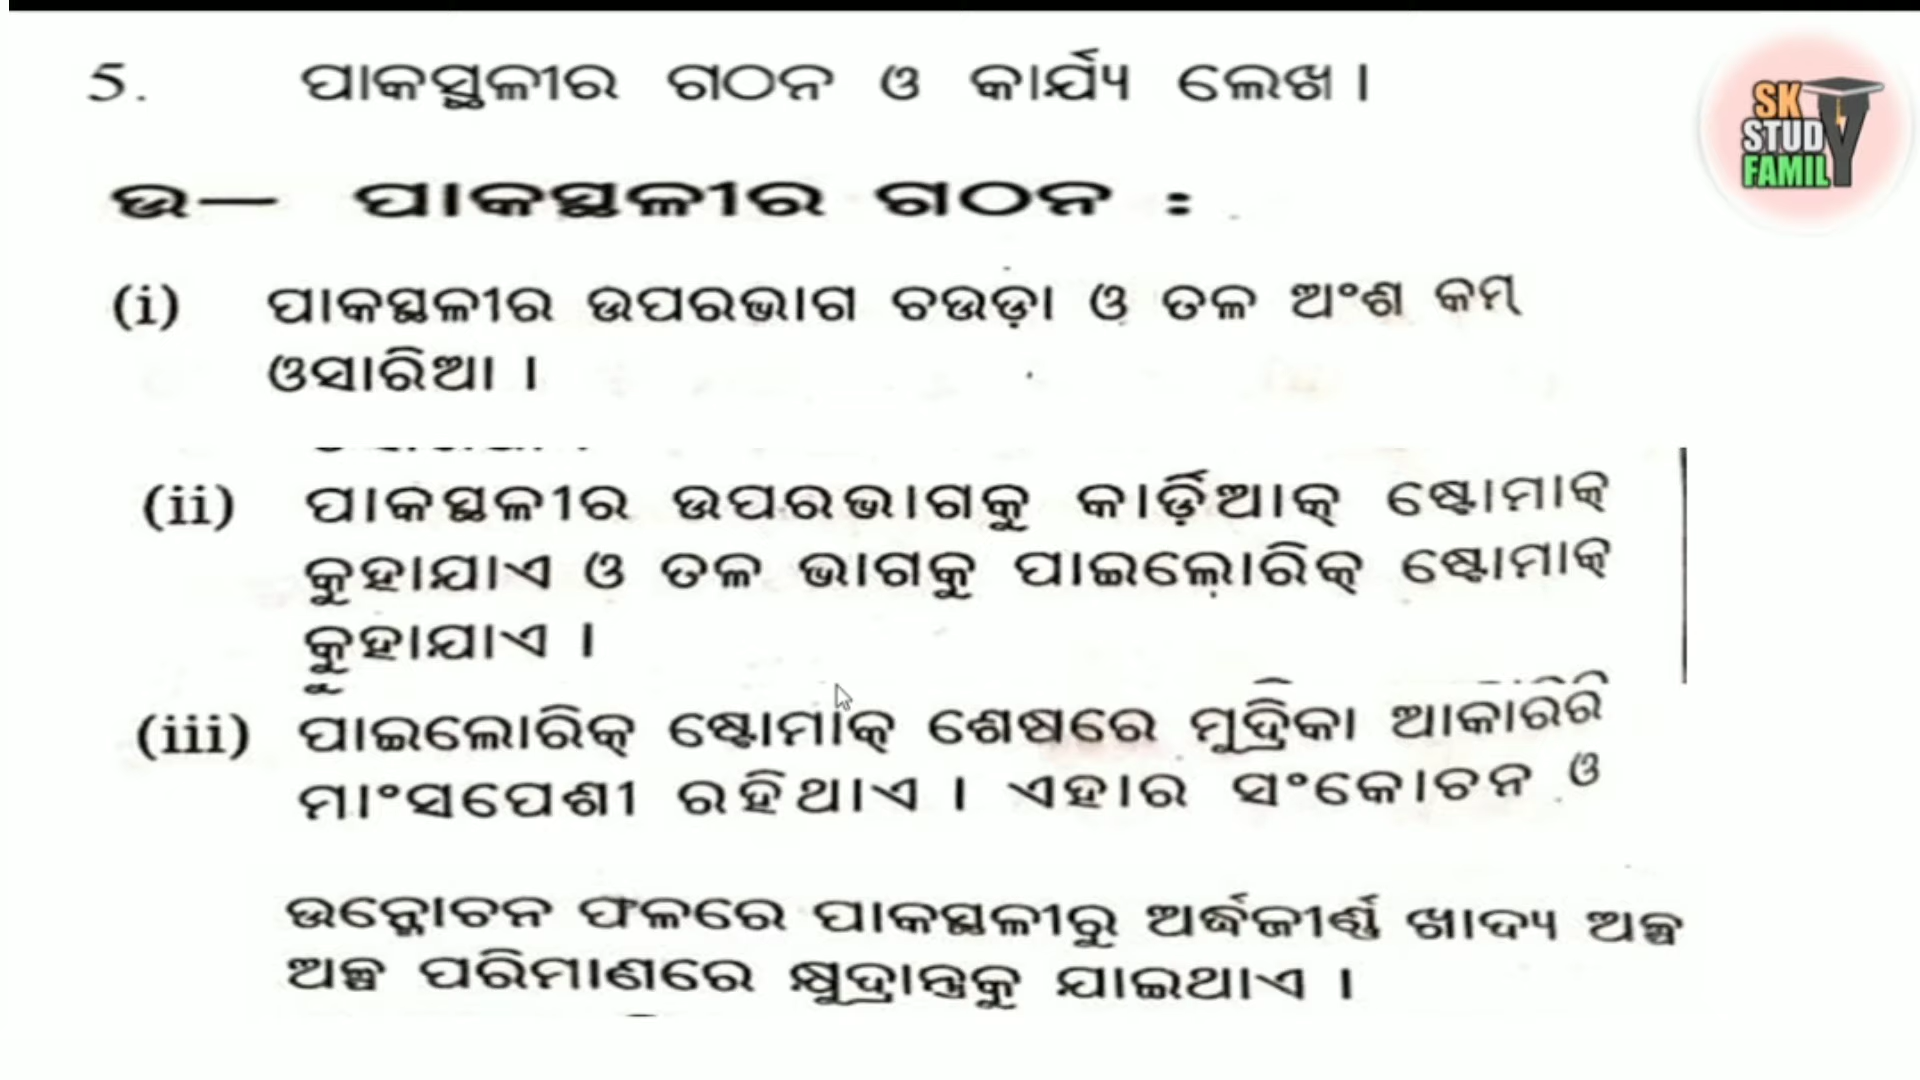 5. ପାକସ୍ଥଳୀର ଗଠନ ଓ କାର୍ଯ୍ୟ ଲେଖ ।
SK
STUDY
FAMILY
ଉ— ପାକସ୍ଥଳୀର ଗଠନ :
(i) ପାକସ୍ଥଳୀର ଉପରଭାଗ ଚଉଡ଼ା ଓ ତଳ ଅଂଶ କମ୍
ଓସାରିଆ ।
(ii) ପାକସ୍ଥଳୀର ଉପରଭାଗକୁ କାର୍ଡ଼ିଆକ୍ ଷ୍ଟୋମାକ୍
କୁହାଯାଏ ଓ ତଳ ଭାଗକୁ ପାଇଲୋରିକ୍ ଷ୍ଟୋମାକ୍
କୁହାଯାଏ ।
(iii) ପାଇଲୋରିକ୍ ଷ୍ଟୋମାକ୍ ଶେଷରେ ମୁଦ୍ରିକା ଆକାରର
ମାଂସପେଶୀ ରହିଥାଏ । ଏହାର ସଂକୋଚନ ଓ
ଉନ୍ମୋଚନ ଫଳରେ ପାକସ୍ଥଳୀରୁ ଅର୍ଦ୍ଧଜୀର୍ଣ୍ଣ ଖାଦ୍ୟ ଅଳ୍ପ
ଅଳ୍ପ ପରିମାଣରେ କ୍ଷୁଦ୍ରାନ୍ତ୍ରକୁ ଯାଇଥାଏ ।